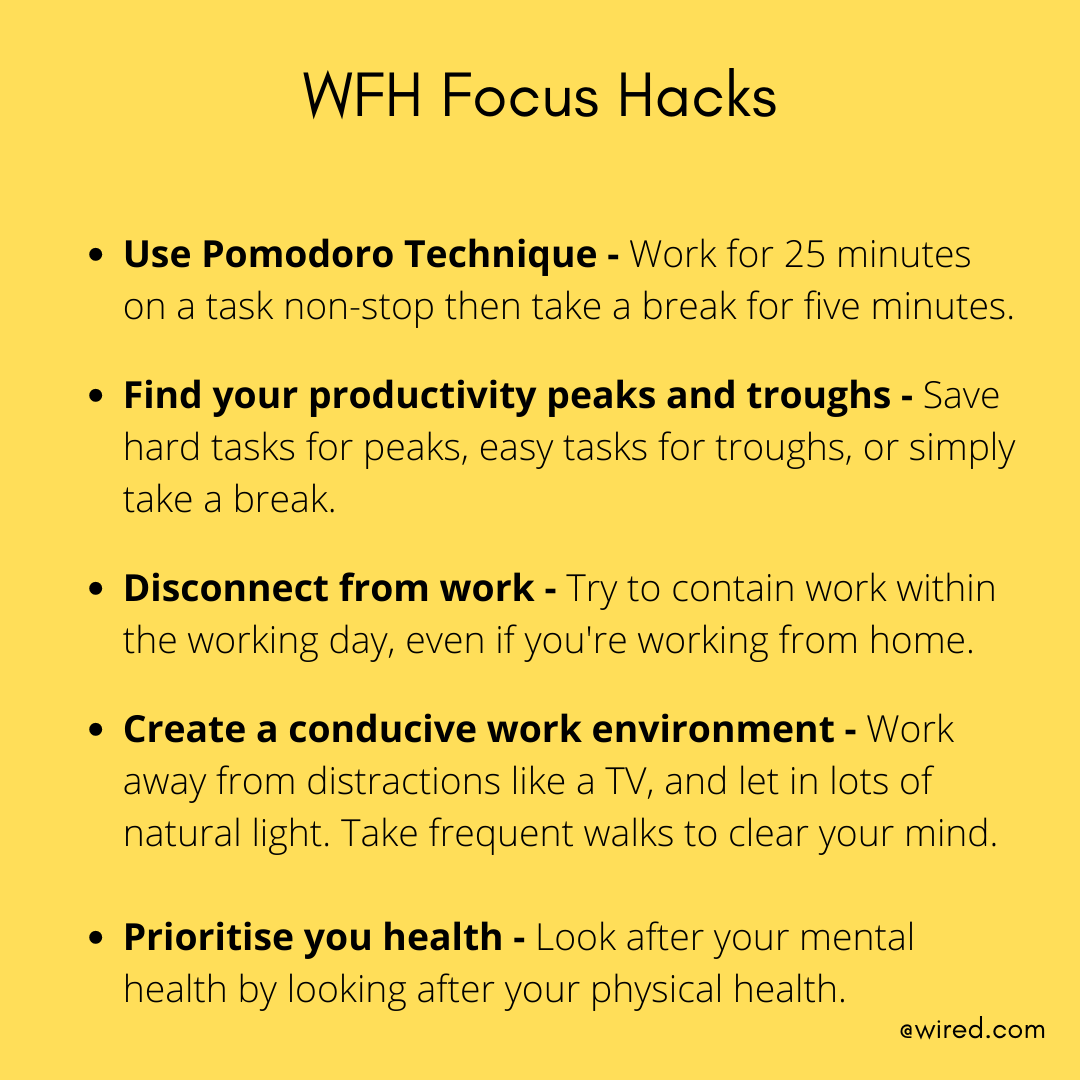 WFH Focus Hacks
• Use Pomodoro Technique - Work for 25 minutes
on a task non-stop then take a break for five minutes.
• Find your productivity peaks and troughs - Save
hard tasks for peaks, easy tasks for troughs, or simply
take a break.
• Disconnect from work - Try to contain work within
the working day, even if you're working from home.
• Create a conducive work environment - Work
away from distractions like a TV, and let in lots of
natural light. Take frequent walks to clear your mind.
• Prioritise you health - Look after your mental
health by looking after your physical health.
@wired.com